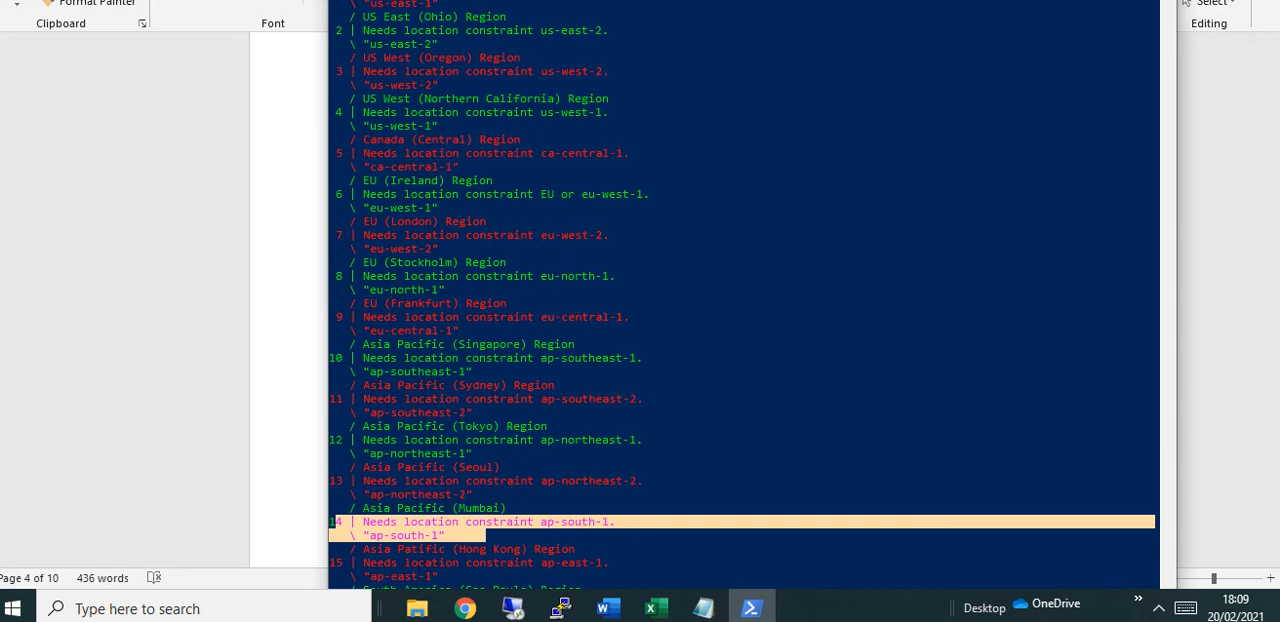 Format Painter
Select
Clipboard
Font
Editing
\ "us-east-1"
/ US East (Ohio) Region
2 | Needs location constraint us-east-2.
\ "us-east-2"
/ US West (Oregon) Region
3 | Needs location constraint us-west-2.
\ "us-west-2"
/ US West (Northern California) Region
4 | Needs location constraint us-west-1.
\ "us-west-1"
/ Canada (Central) Region
5 | Needs location constraint ca-central-1.
\ "ca-central-1"
/ EU (Ireland) Region
6 | Needs location constraint EU or eu-west-1.
\ "eu-west-1"
/ EU (London) Region
7 | Needs location constraint eu-west-2.
\ "eu-west-2"
/ EU (Stockholm) Region
8 | Needs location constraint eu-north-1.
\ "eu-north-1"
/ EU (Frankfurt) Region
9 | Needs location constraint eu-central-1.
\ "eu-central-1"
/ Asia Pacific (Singapore) Region
10 | Needs location constraint ap-southeast-1.
\ "ap-southeast-1"
/ Asia Pacific (Sydney) Region
11 | Needs location constraint ap-southeast-2.
\ "ap-southeast-2"
/ Asia Pacific (Tokyo) Region
12 | Needs location constraint ap-northeast-1.
\ "ap-northeast-1"
/ Asia Pacific (Seoul)
13 | Needs location constraint ap-northeast-2.
\ "ap-northeast-2"
/ Asia Pacific (Mumbai)
14 | Needs location constraint ap-south-1.
\ "ap-south-1"
/ Asia Patific (Hong Kong) Region
15 | Needs location constraint ap-east-1.
\ "ap-east-1"
/ South America (Sao Paulo) Region
Page 4 of 10 436 words
Type here to search
Desktop
OneDrive
18:09
20/02/2021